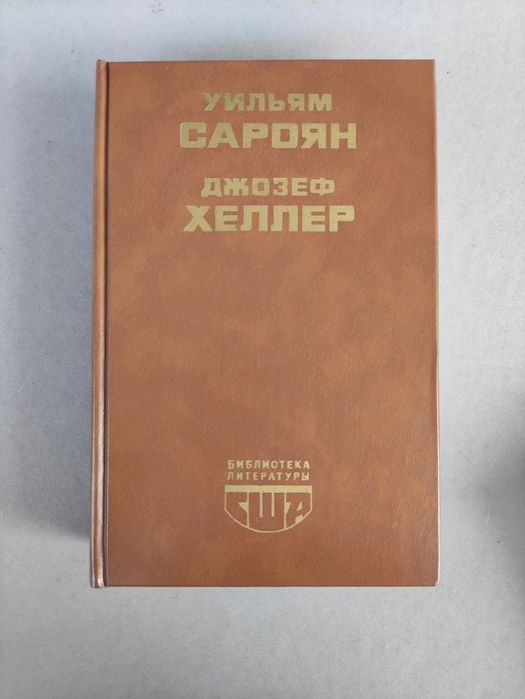 УИЛЬЯМ
САРОЯН
ДЖОЗЕФ
ХЕЛЛЕР
БИБЛИОТЕКА
ЛИТЕРАТУРЫ
США